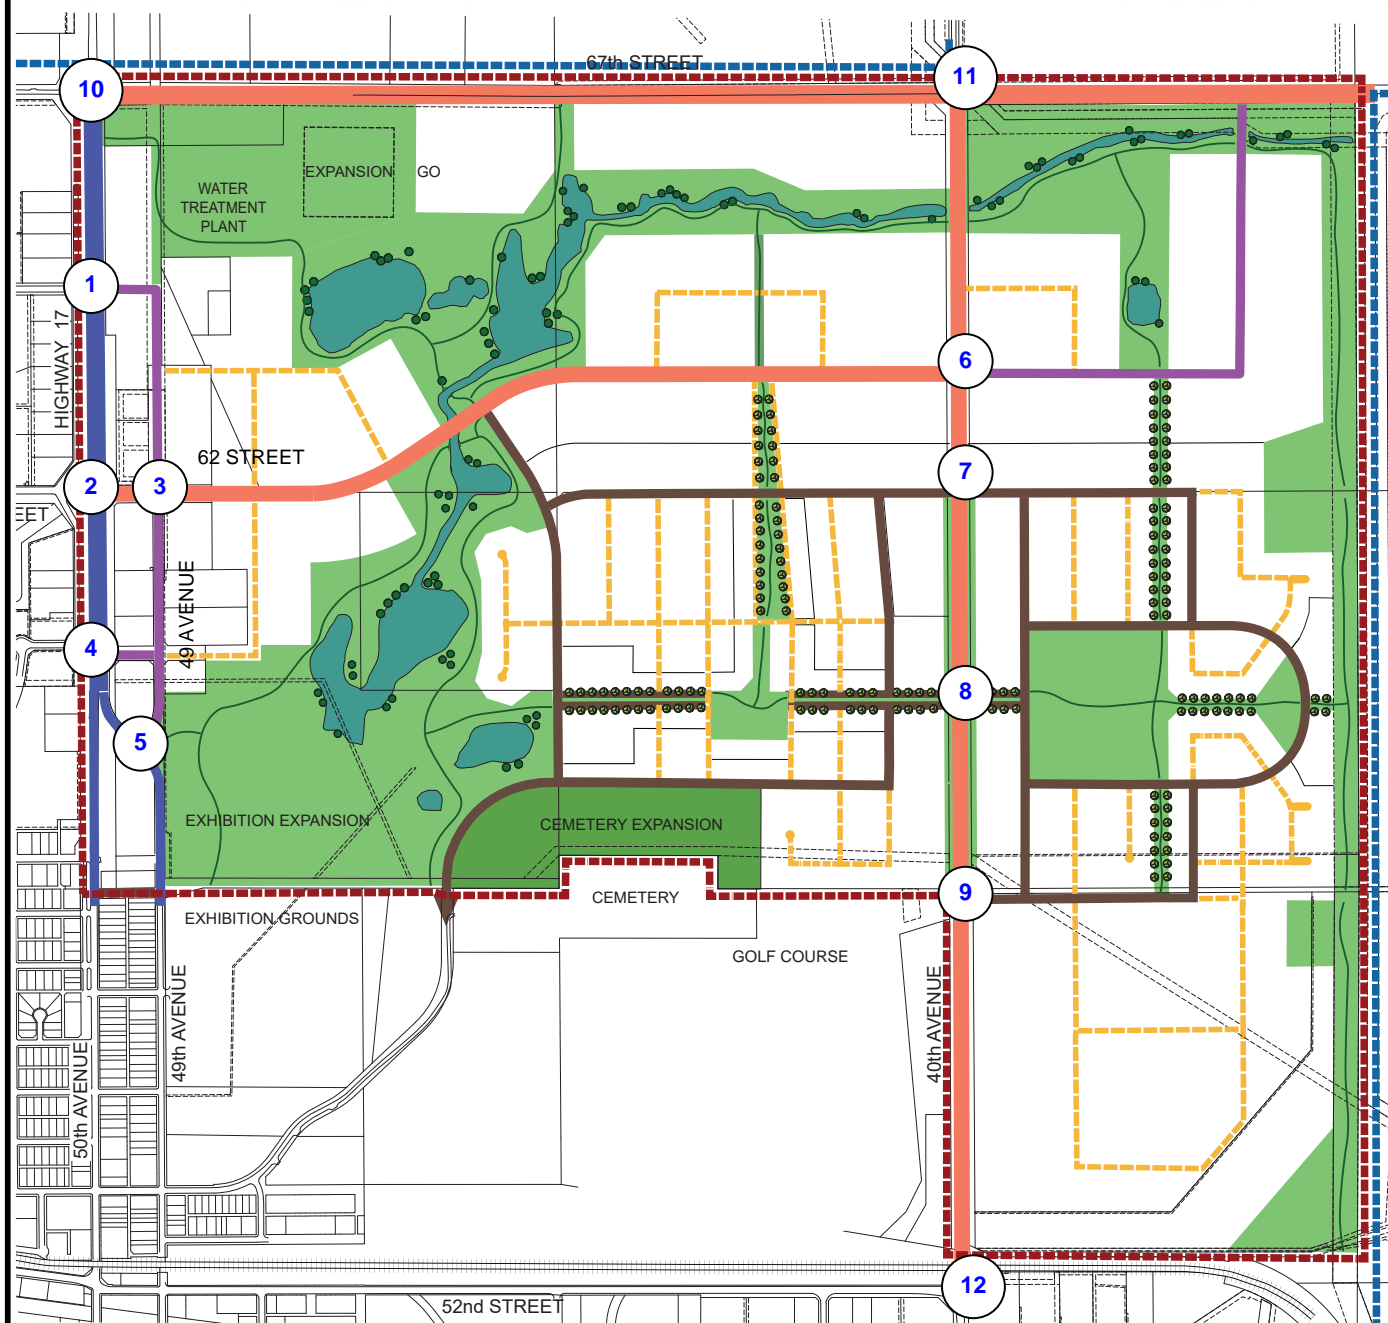 67th STREET
10
11
EXPANSION
GO
WATER
TREATMENT
PLANT
1
HIGHWAY 17
6
62 STREET
7
2
3
EET
49 AVENUE
4
8
5
EXHIBITION EXPANSION
CEMETERY EXPANSION
9
CEMETERY
EXHIBITION GROUNDS
GOLF COURSE
49th AVENUE
40th AVENUE
50th AVENUE
12
52nd STREET